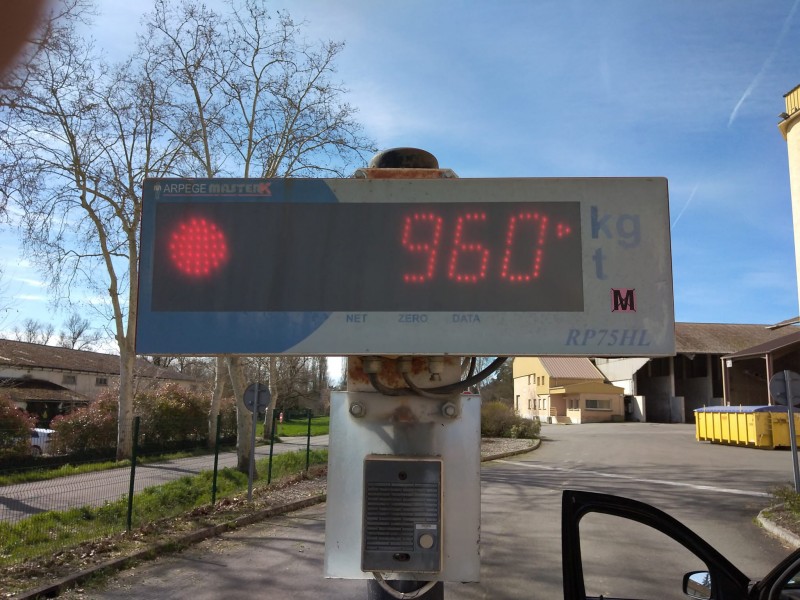 ARPEGE MASTERK
960
kg
t
M
NET ZERO DATA
RP75HL